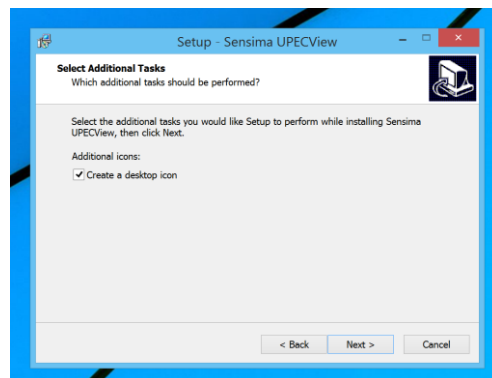 Setup - Sensima UPECView
Select Additional Tasks
Which additional tasks should be performed?
Select the additional tasks you would like Setup to perform while installing Sensima
UPECView, then click Next.
Additional icons:
Create a desktop icon
< Back Next > Cancel